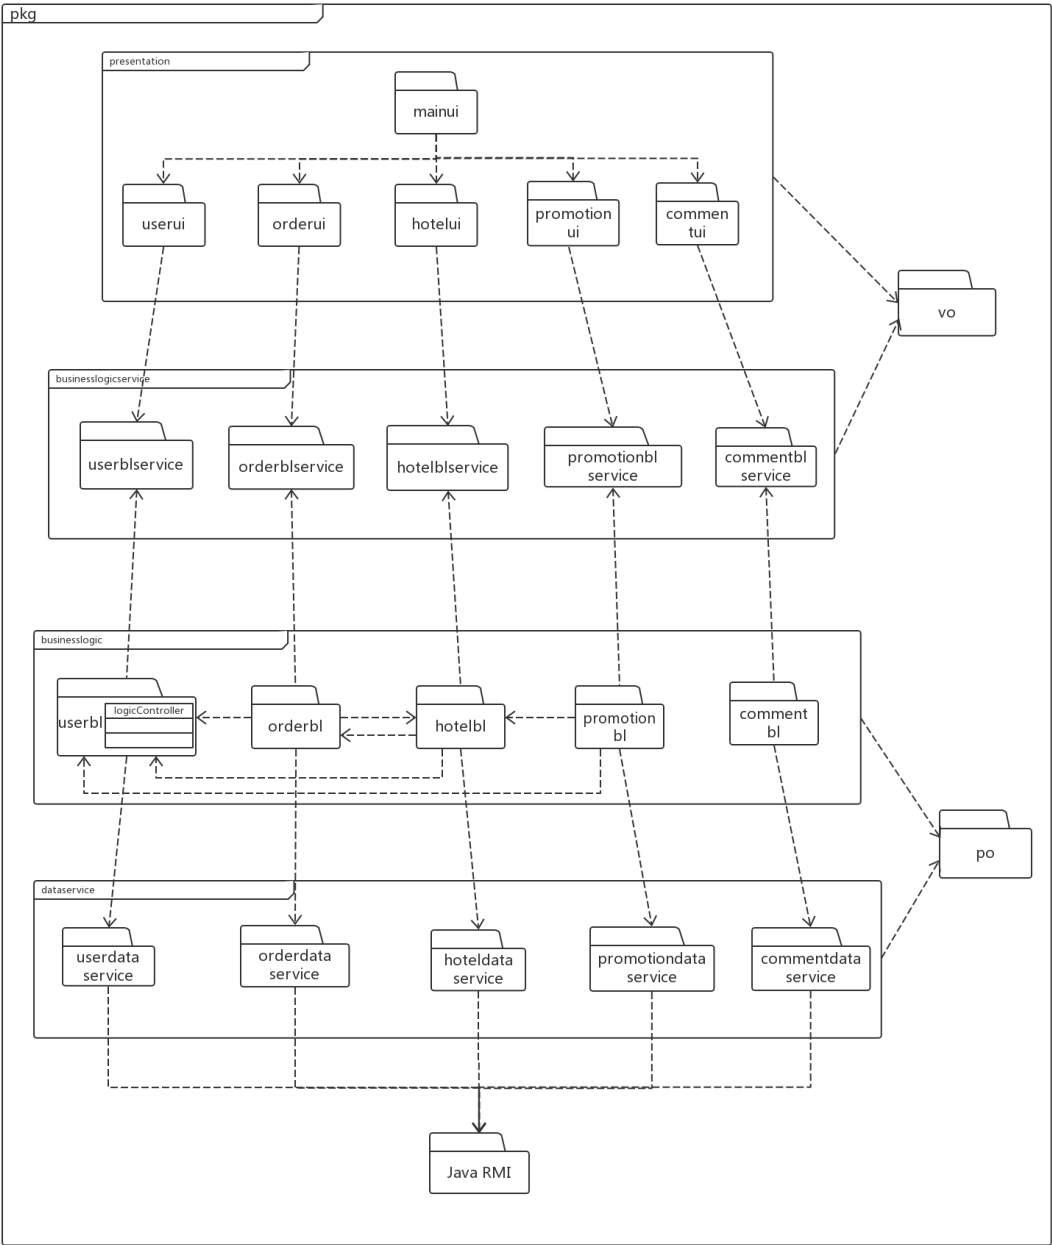 pkg
presentation
mainui
userui
orderui
hotelui
promotion
ui
commen
tui
vo
businesslogicservice
userblservice
orderblservice
hotelblservice
promotionbl
service
commentbl
service
businesslogic
userbl
logicController
orderbl
hotelbl
promotion
bl
comment
bl
po
dataservice
userdata
service
orderdata
service
hoteldata
service
promotiondata
service
commentdata
service
Java RMI